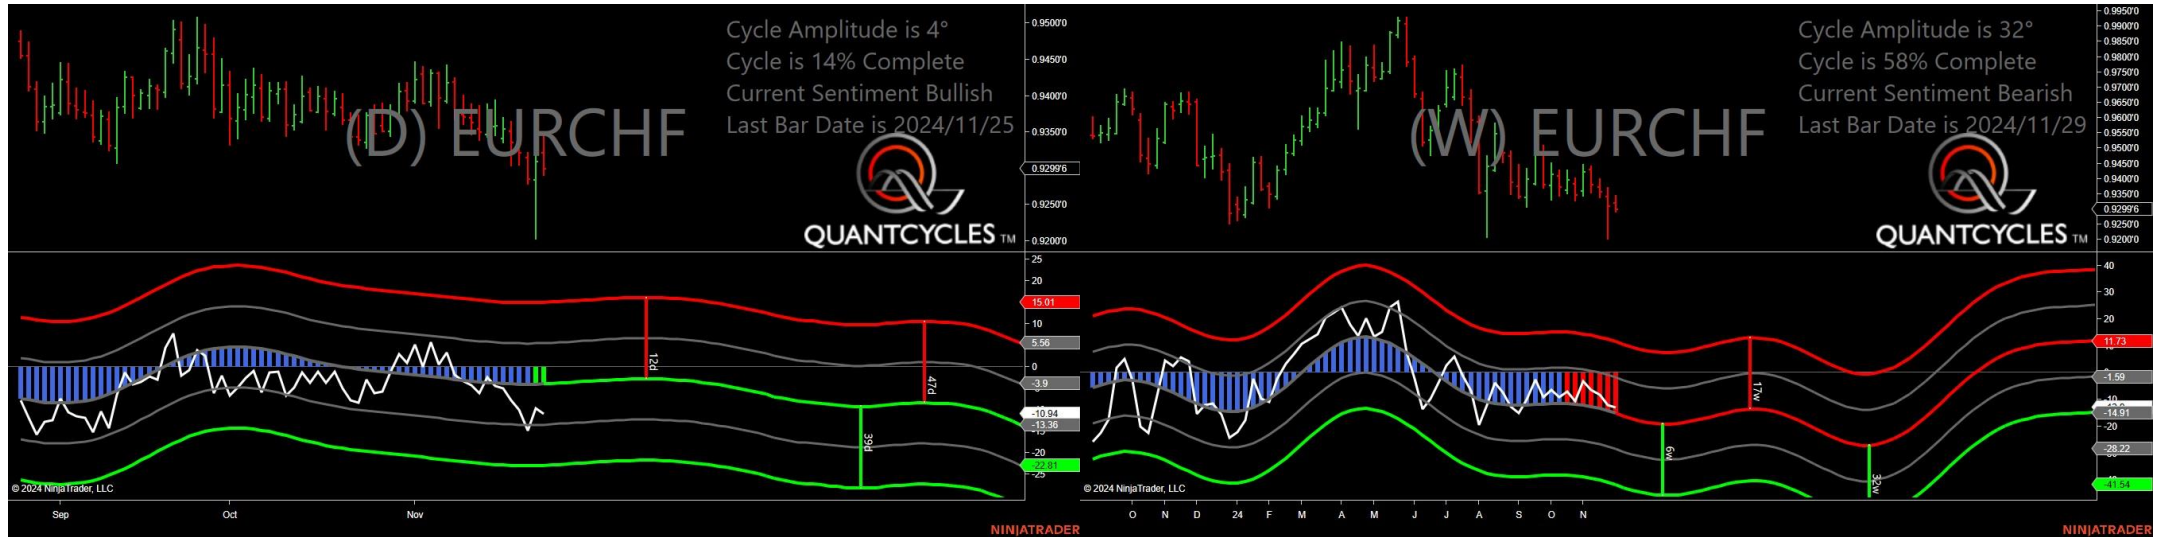 Cycle Amplitude is 4°
Cycle is 14% Complete
Current Sentiment Bullish
Last Bar Date is 2024/11/25
(D) EURCHF
QUANTCYCLES TM
0.9500'0
0.9450'0
0.9400'0
0.9350'0
0.9299'6
0.9250'0
0.9200'0
25
20
15.01
10
5.56
0
-3.9
-10.94
-13.36
-20
-22.81
-25
12d
39d
47d
© 2024 NinjaTrader, LLC
Sep Oct Nov
NINJATRADER
Cycle Amplitude is 32°
Cycle is 58% Complete
Current Sentiment Bearish
Last Bar Date is 2024/11/29
(W) EURCHF
QUANTCYCLES TM
0.9950'0
0.9900'0
0.9850'0
0.9800'0
0.9750'0
0.9700'0
0.9650'0
0.9600'0
0.9550'0
0.9500'0
0.9450'0
0.9400'0
0.9350'0
0.9299'6
0.9250'0
0.9200'0
40
30
20
11.73
0
-1.59
-14.91
-20
-28.22
-41.54
6w
17w
32w
© 2024 NinjaTrader, LLC
O N D 24 F M A M J J A S O N
NINJATRADER